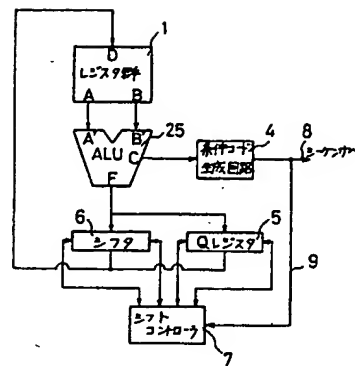 1
D
レジスタ群
A B
A' B' 25
ALU C
F
4
条件コード
生成回路
8
シーケンサへ
6
シフタ
5
Qレジスタ
9
シフト
コントローラ
7